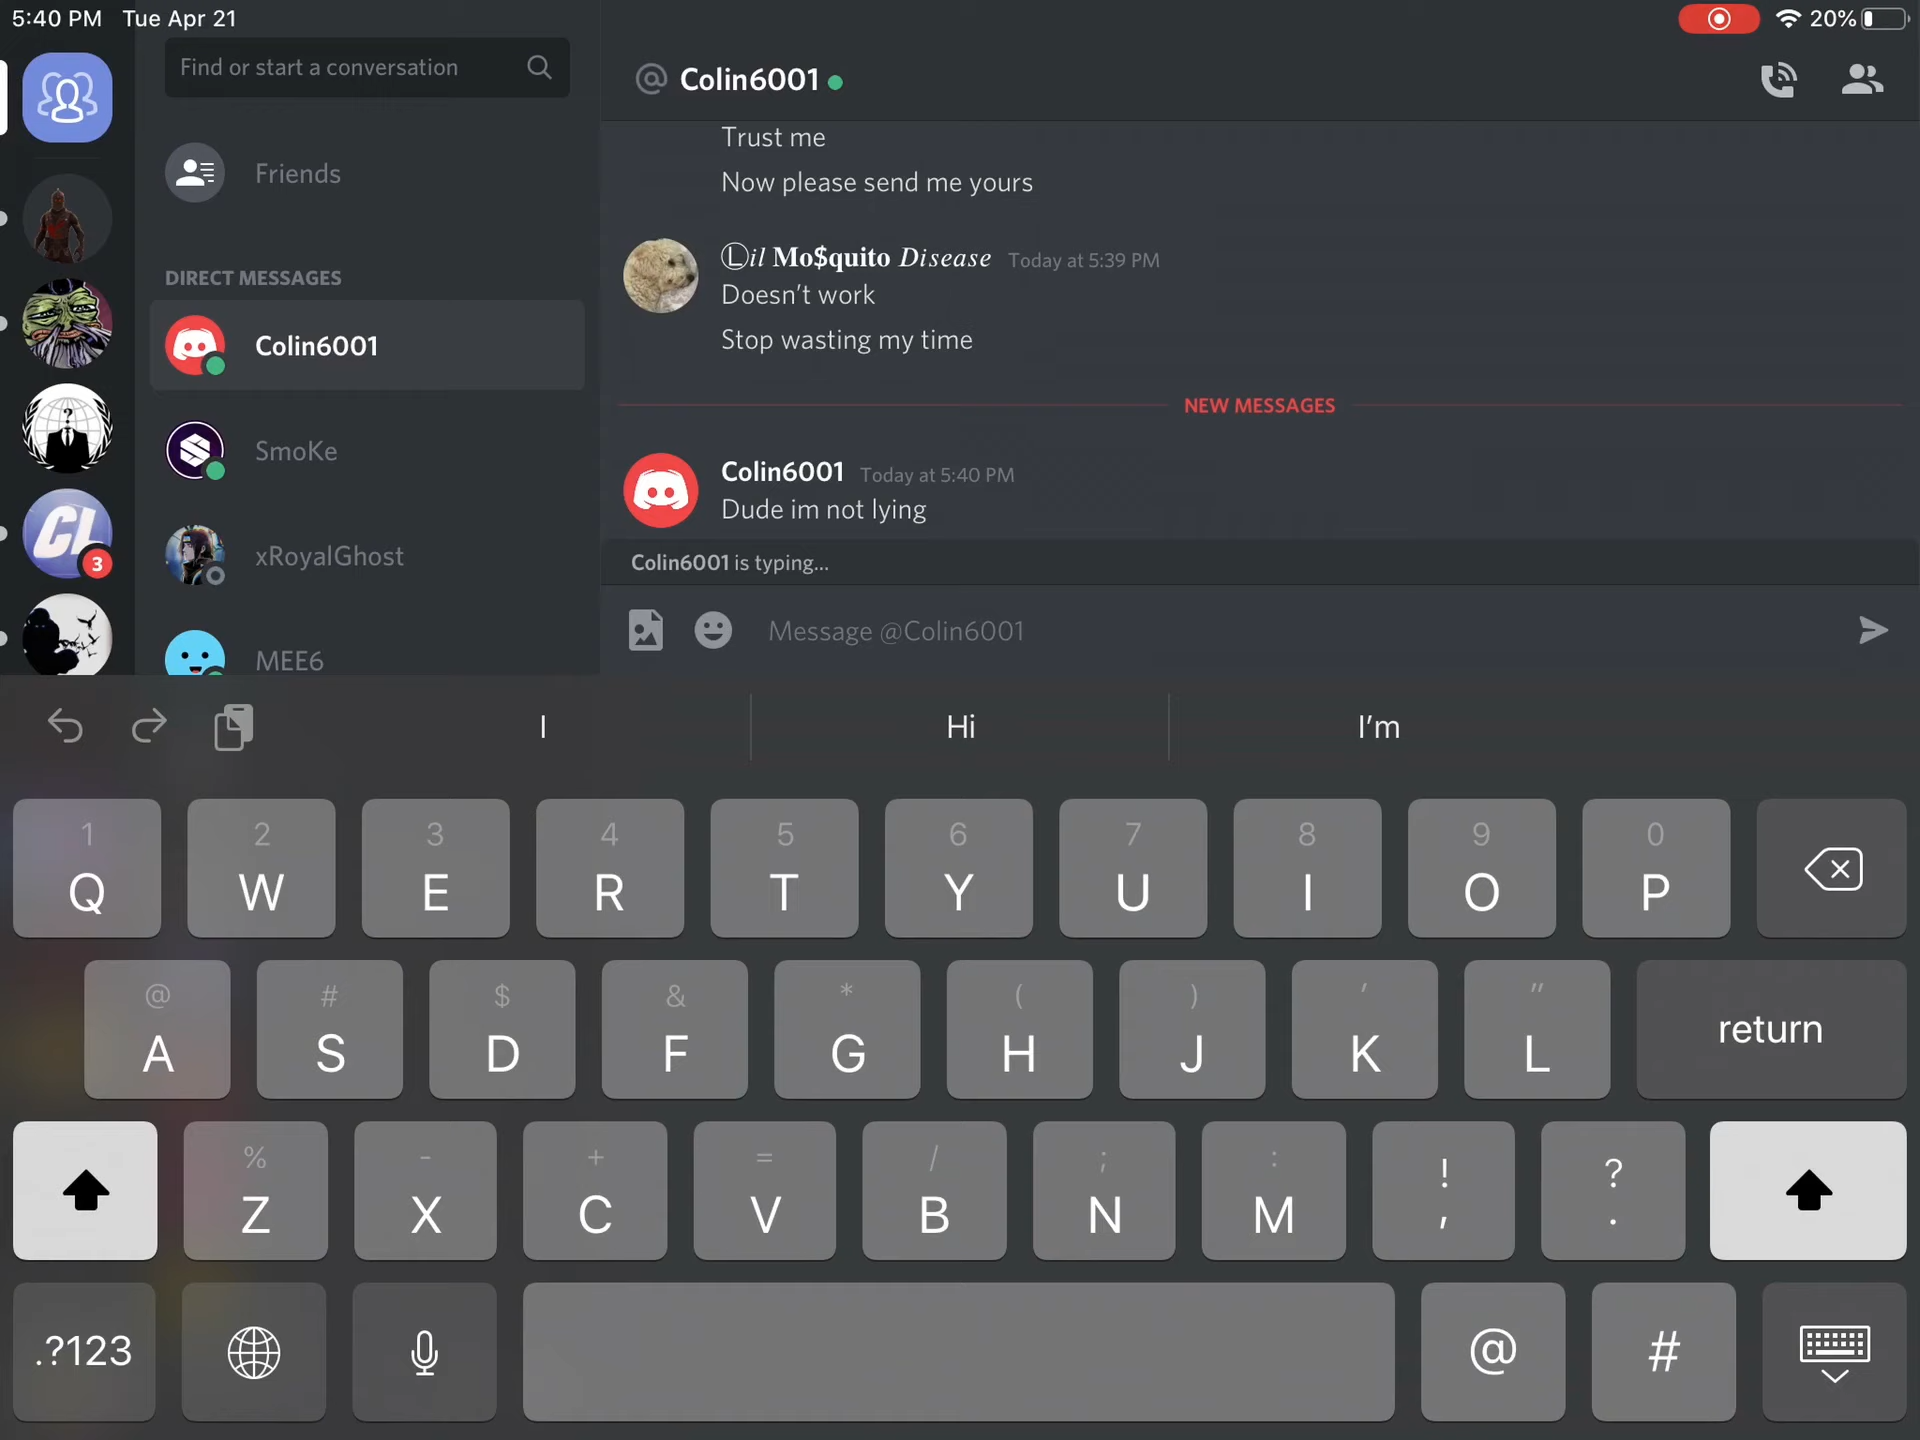 5:40 PM Tue Apr 21
20%
Find or start a conversation
Friends
DIRECT MESSAGES
Colin6001
SmoKe
xRoyalGhost
MEE6
CL
3
?
@ Colin6001
Trust me
Now please send me yours
Ⓛ𝑖𝑙 𝐌𝐨$𝐪𝐮𝐢𝐭𝐨 𝐷𝑖𝑠𝑒𝑎𝑠𝑒 Today at 5:39 PM
Doesn’t work
Stop wasting my time
NEW MESSAGES
Colin6001 Today at 5:40 PM
Dude im not lying
Colin6001 is typing...
Message @Colin6001
I Hi I’m
1 2 3 4 5 6 7 8 9 0
Q W E R T Y U I O P
@ # $ & * ( ) ′ ″
A S D F G H J K L return
% - + = / ; : ! ?
Z X C V B N M , .
.?123 @ #